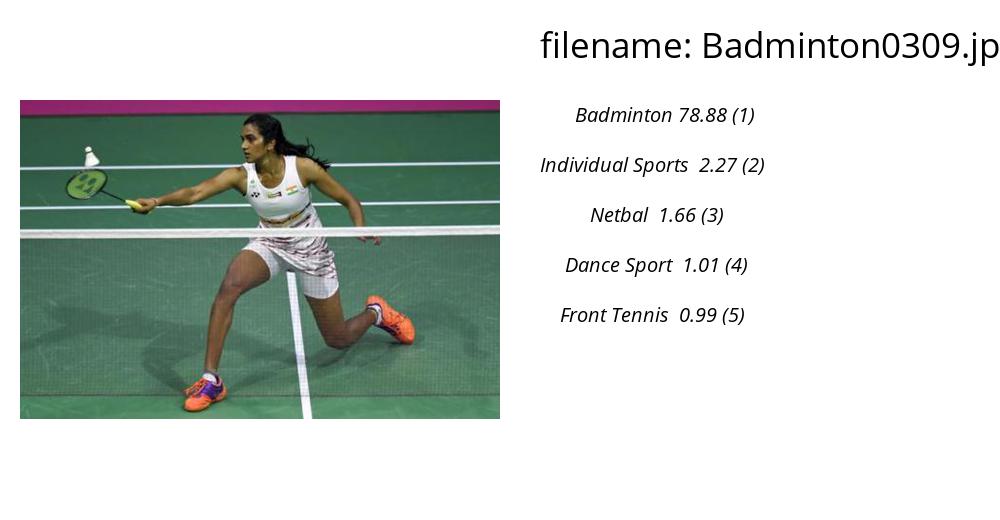 filename: Badminton0309.jp
Badminton 78.88 (1)
Individual Sports 2.27 (2)
Netbal 1.66 (3)
Dance Sport 1.01 (4)
Front Tennis 0.99 (5)